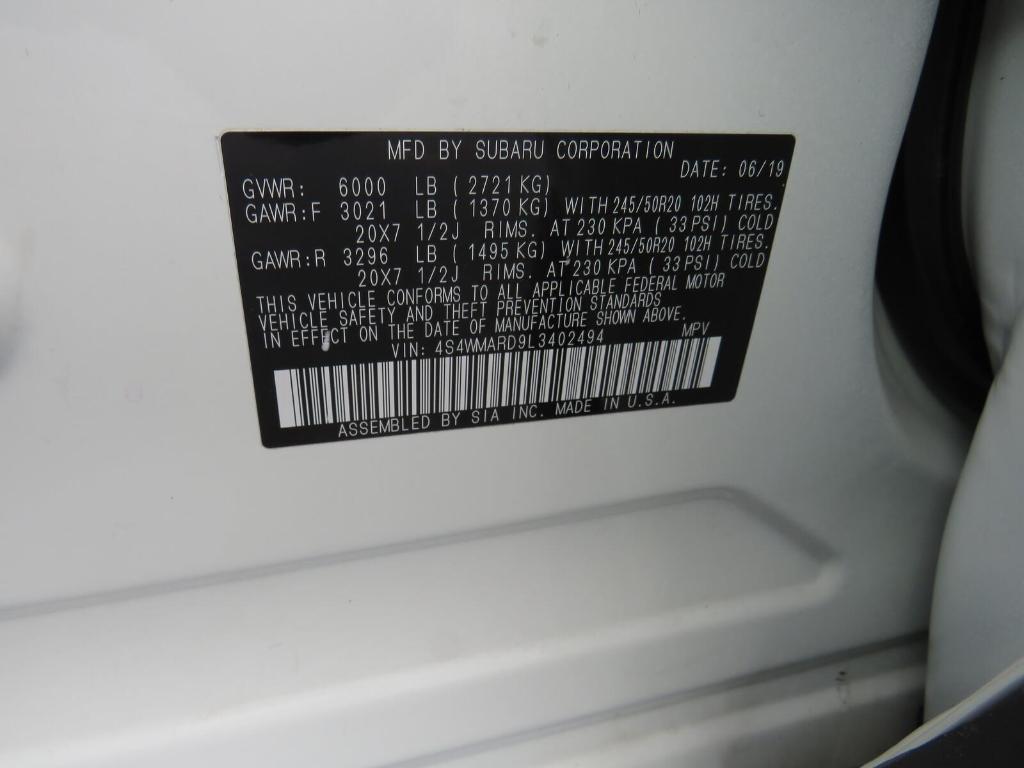 MFD BY SUBARU CORPORATION
DATE: 06/19
GVWR: 6000 LB ( 2721 KG)
GAWR:F 3021 LB ( 1370 KG) WITH 245/50R20 102H TIRES.
20X7 1/2J RIMS. AT 230 KPA ( 33 PSI) COLD
GAWR:R 3296 LB ( 1495 KG) WITH 245/50R20 102H TIRES.
20X7 1/2J RIMS. AT 230 KPA ( 33 PSI) COLD
THIS VEHICLE CONFORMS TO ALL APPLICABLE FEDERAL MOTOR
VEHICLE SAFETY AND THEFT PREVENTION STANDARDS
IN EFFECT ON THE DATE OF MANUFACTURE SHOWN ABOVE.
VIN: 4S4WMARD9L3402494 MPV
ASSEMBLED BY SIA INC. MADE IN U.S.A.